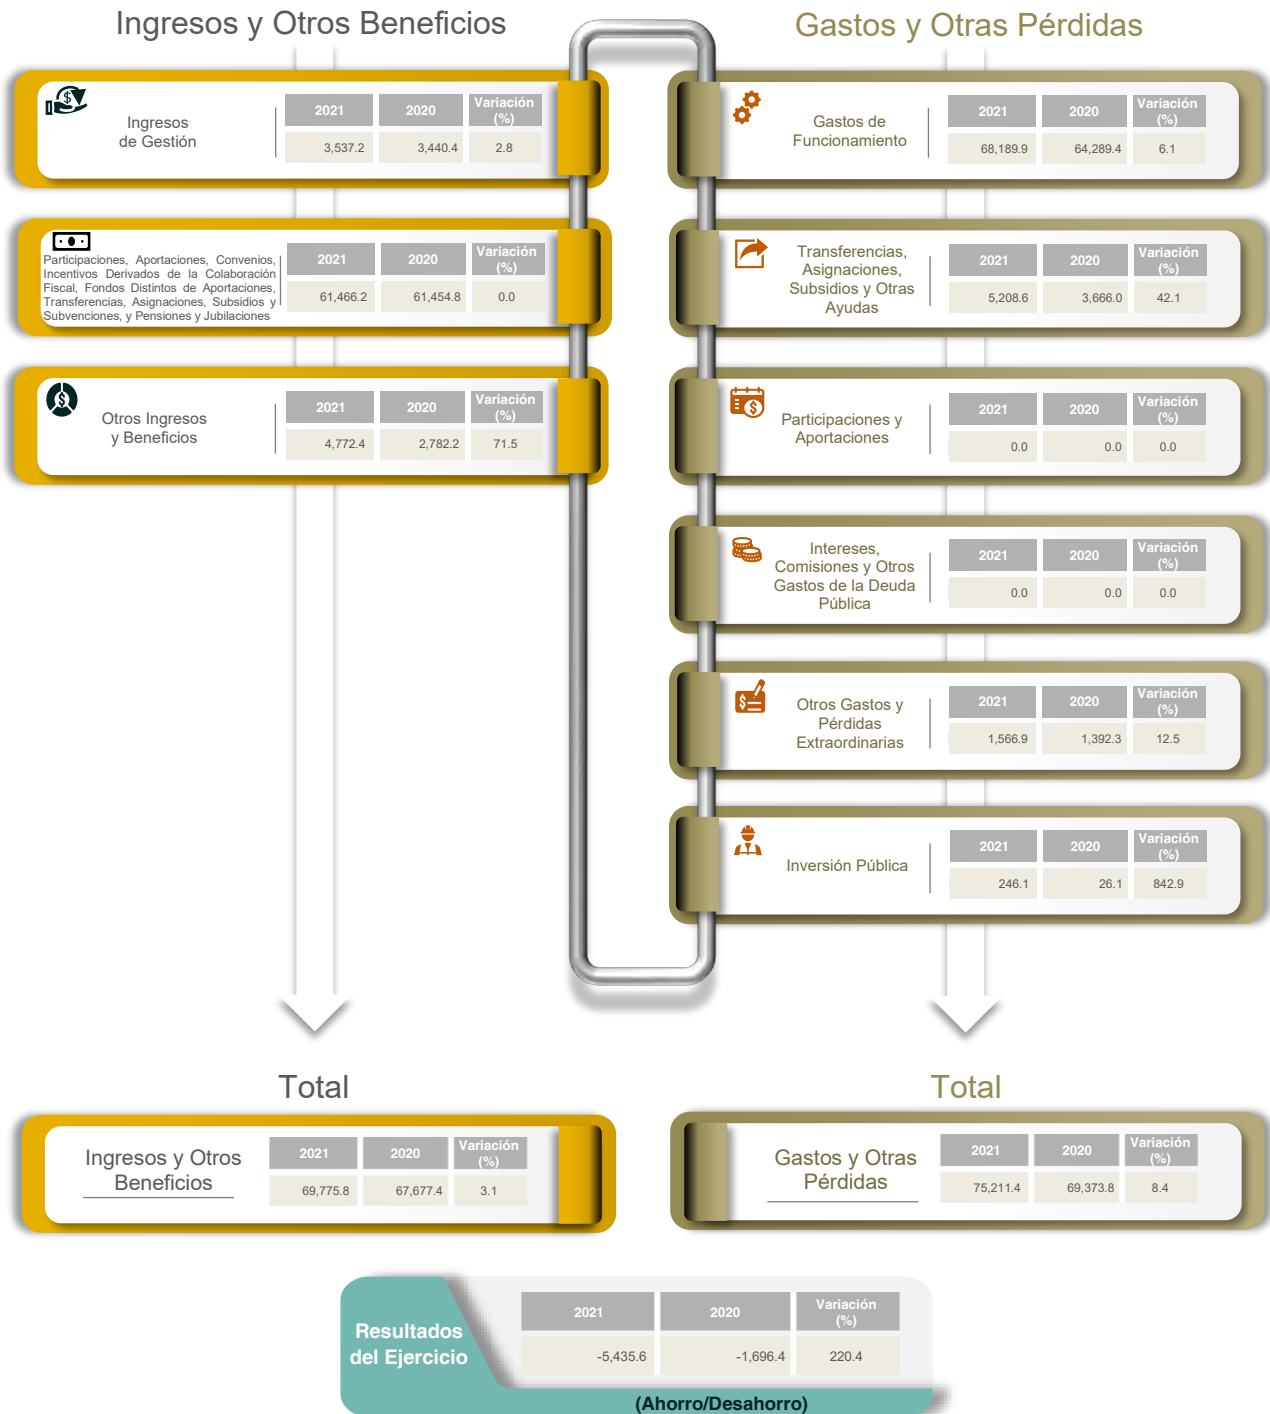 Ingresos y Otros Beneficios
Ingresos
de Gestión
2021 2020 Variación (%)
3,537.2 3,440.4 2.8
Participaciones, Aportaciones, Convenios,
Incentivos Derivados de la Colaboración
Fiscal, Fondos Distintos de Aportaciones,
Transferencias, Asignaciones, Subsidios y
Subvenciones, y Pensiones y Jubilaciones
2021 2020 Variación (%)
61,466.2 61,454.8 0.0
Otros Ingresos
y Beneficios
2021 2020 Variación (%)
4,772.4 2,782.2 71.5
Gastos y Otras Pérdidas
Gastos de
Funcionamiento
2021 2020 Variación (%)
68,189.9 64,289.4 6.1
Transferencias,
Asignaciones,
Subsidios y Otras
Ayudas
2021 2020 Variación (%)
5,208.6 3,666.0 42.1
Participaciones y
Aportaciones
2021 2020 Variación (%)
0.0 0.0 0.0
Intereses,
Comisiones y Otros
Gastos de la Deuda
Pública
2021 2020 Variación (%)
0.0 0.0 0.0
Otros Gastos y
Pérdidas
Extraordinarias
2021 2020 Variación (%)
1,566.9 1,392.3 12.5
Inversión Pública
2021 2020 Variación (%)
246.1 26.1 842.9
Total
Ingresos y Otros
Beneficios
2021 2020 Variación (%)
69,775.8 67,677.4 3.1
Total
Gastos y Otras
Pérdidas
2021 2020 Variación (%)
75,211.4 69,373.8 8.4
Resultados
del Ejercicio
2021 2020 Variación (%)
-5,435.6 -1,696.4 220.4
(Ahorro/Desahorro)